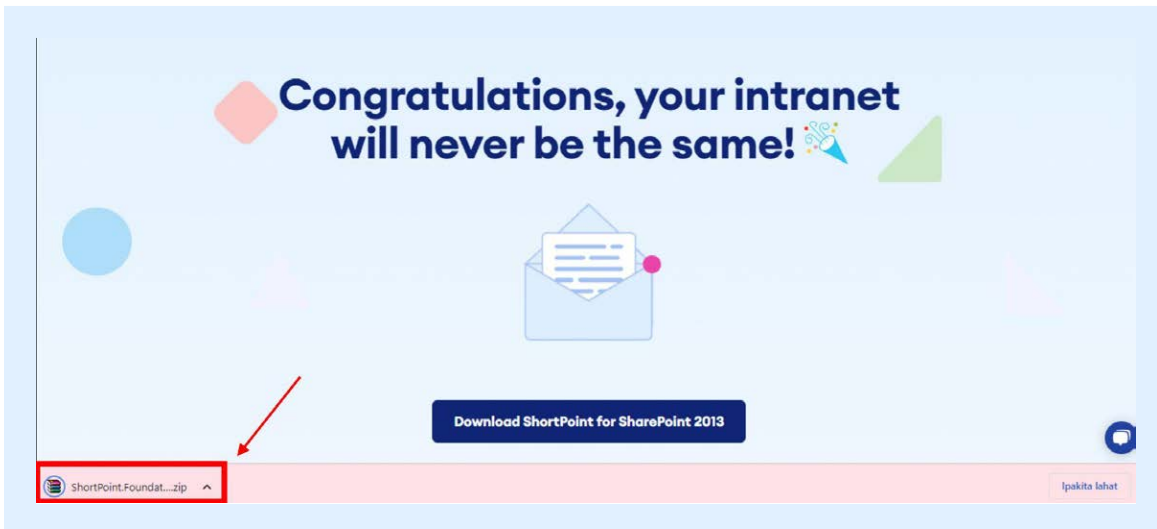 Congratulations, your intranet
will never be the same!
Download ShortPoint for SharePoint 2013
ShortPoint.Foundat....zip
Ipakita lahat